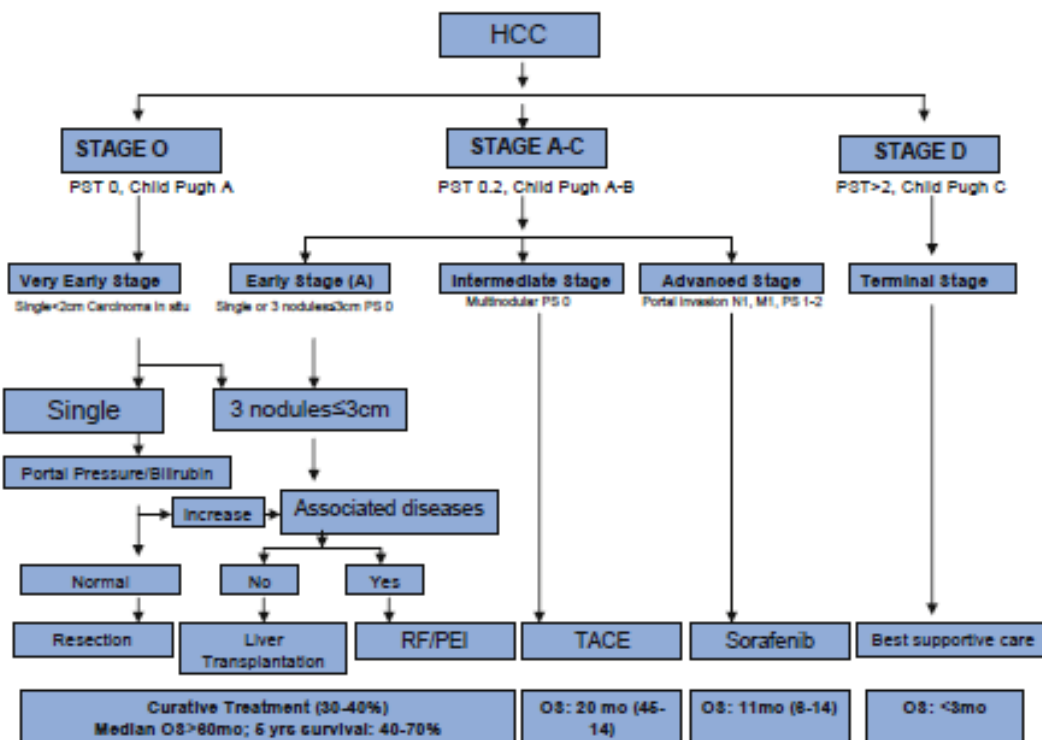 HCC
STAGE O
STAGE A-C
STAGE D
PST 0, Child Pugh A
PST 0.2, Child Pugh A-B
PST>2, Child Pugh C
Very Early Stage
Early Stage (A)
Intermediate Stage
Advanced Stage
Terminal Stage
Single<2cm Carcinoma in situ
Single or 3 nodules≤3cm PS 0
Multinodular PS 0
Portal Invasion N1, M1, PS 1-2
Single
3 nodules≤3cm
Portal Pressure/Bilirubin
Increase
Associated diseases
Normal
No
Yes
Resection
Liver
Transplantation
RF/PEI
TACE
Sorafenib
Best supportive care
Curative Treatment (30-40%)
Median OS>60mo; 5 yrs survival: 40-70%
OS: 20 mo (45-
14)
OS: 11mo (6-14)
OS: <3mo